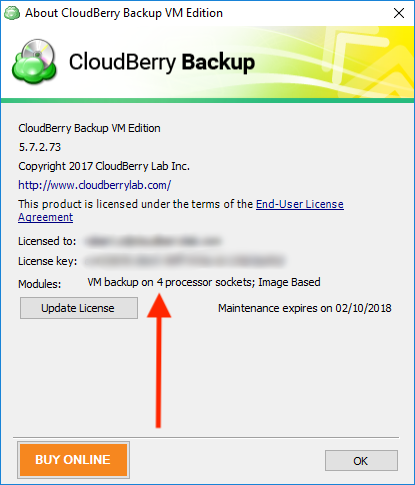 About CloudBerry Backup VM Edition
CloudBerry Backup
CloudBerry Backup VM Edition
5.7.2.73
Copyright 2017 CloudBerry Lab Inc.
http://www.cloudberrylab.com/
This product is licensed under the terms of the End-User License
Agreement
Licensed to:
License key:
Modules: VM backup on 4 processor sockets; Image Based
Update License Maintenance expires on 02/10/2018
BUY ONLINE OK